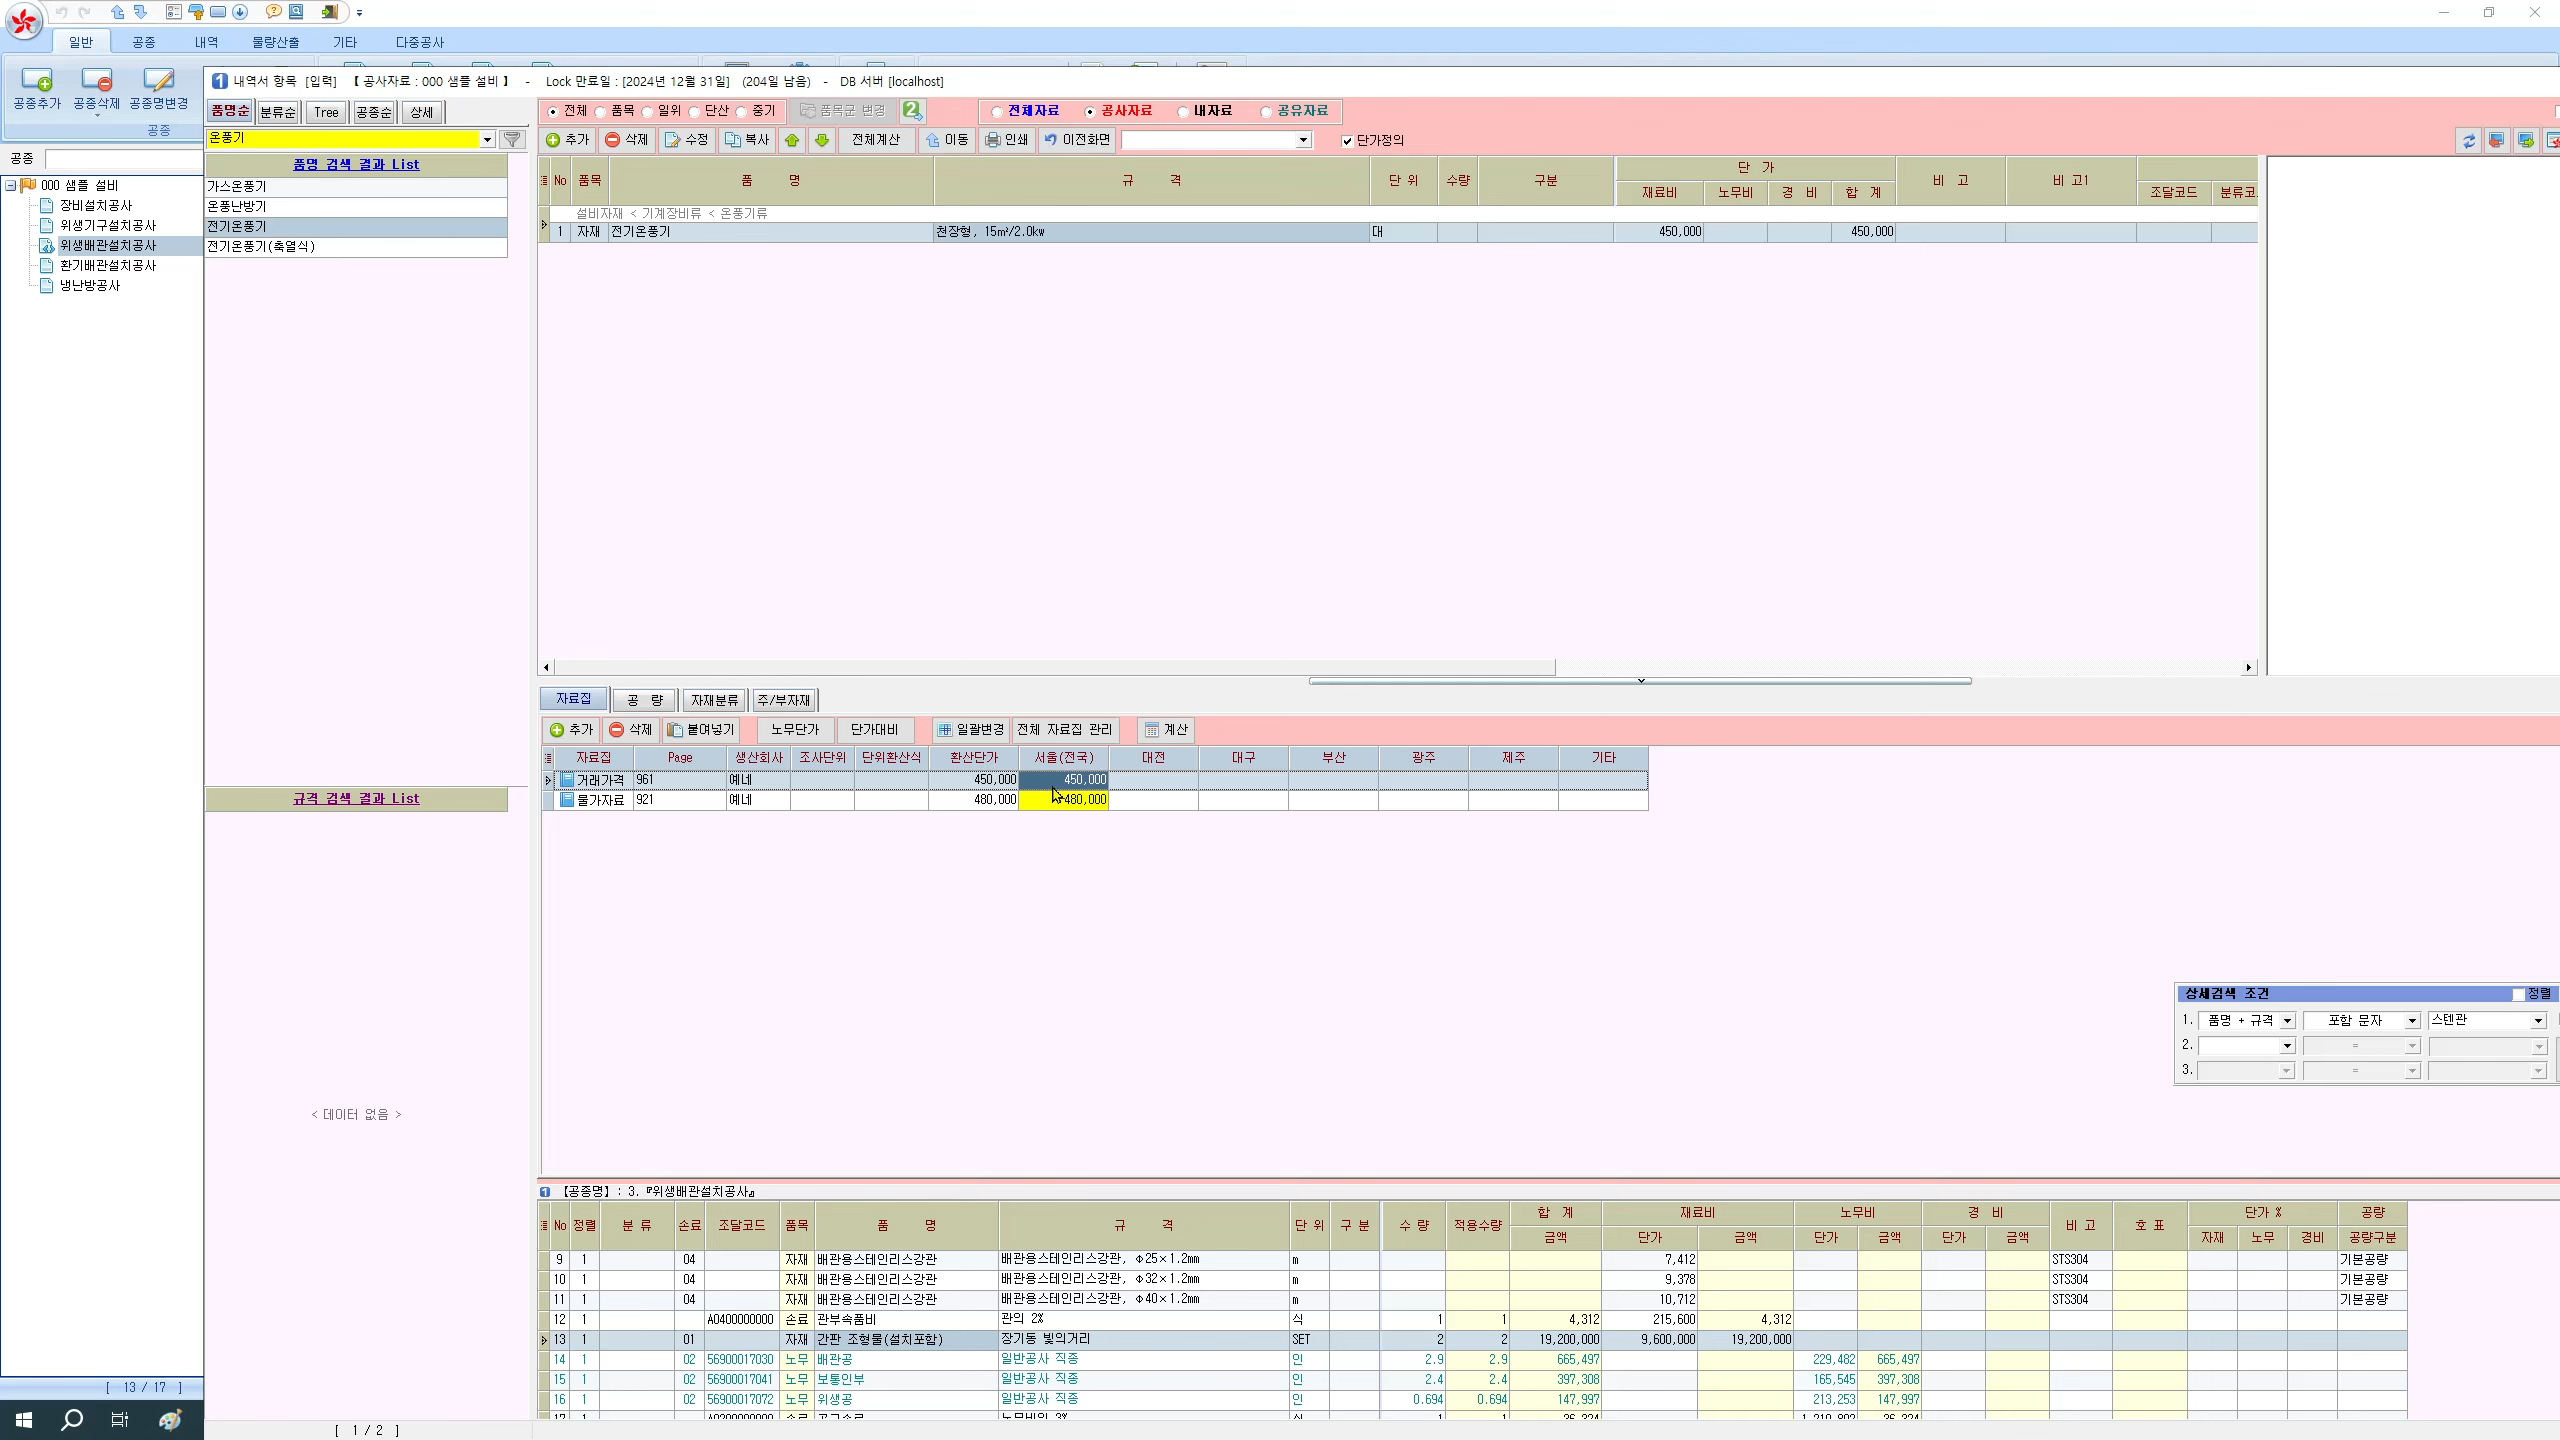 일반 공종 내역 물량산출 기타 다중공사
공종추가 공종삭제 공종명변경
공종
내역서 항목 [입력] 【 공사자료 : 000 샘플 설비 】 - Lock 만료일 : [2024년 12월 31일] (204일 남음) - DB 서버 [localhost]
품명순 분류순 Tree 공종순 상세
전체 품목 일위 단산 중기 품목군 변경 전체자료 공사자료 내자료 공유자료
온풍기
추가 삭제 수정 복사 전체계산 이동 인쇄 이전화면 단가정의
공종
000 샘플 설비
장비설치공사
위생기구설치공사
위생배관설치공사
환기배관설치공사
냉난방공사
품명 검색 결과 List
가스온풍기
온풍난방기
전기온풍기
전기온풍기(축열식)
No 품목 품 명 규 격 단 위 수량 구분 단 가 비 고 비 고1
재료비 노무비 경 비 합 계 조달코드 분류코
설비자재 < 기계장비류 < 온풍기류
1 자재 전기온풍기 천장형, 15㎡/2.0kw 대 450,000 450,000
자료집 공 량 자재분류 주/부자재
추가 삭제 붙여넣기 노무단가 단가대비 일괄변경 전체 자료집 관리 계산
자료집 Page 생산회사 조사단위 단위환산식 환산단가 서울(전국) 대전 대구 부산 광주 제주 기타
거래가격 961 예네 450,000 450,000
물가자료 921 예네 480,000 480,000
규격 검색 결과 List
< 데이터 없음 >
상세검색 조건 정렬
1. 품명 + 규격 포함 문자 스텐관
2. =
3. =
【공종명】 : 3. 『위생배관설치공사』
No 정렬 분 류 손료 조달코드 품목 품 명 규 격 단 위 구 분 수 량 적용수량 합 계 재료비 노무비 경 비 비 고 호 표 단가 % 공량
금액 단가 금액 단가 금액 단가 금액 자재 노무 경비 공량구분
9 1 04 자재 배관용스테인리스강관 배관용스테인리스강관, Φ25×1.2mm m 7,412 STS304 기본공량
10 1 04 자재 배관용스테인리스강관 배관용스테인리스강관, Φ32×1.2mm m 9,378 STS304 기본공량
11 1 04 자재 배관용스테인리스강관 배관용스테인리스강관, Φ40×1.2mm m 10,712 STS304 기본공량
12 1 A0400000000 손료 관부속품비 관의 2% 식 1 1 4,312 215,600 4,312
13 1 01 자재 간판 조형물(설치포함) 장기동 빛의거리 SET 2 2 19,200,000 9,600,000 19,200,000
14 1 02 56900017030 노무 배관공 일반공사 직종 인 2.9 2.9 665,497 229,482 665,497
15 1 02 56900017041 노무 보통인부 일반공사 직종 인 2.4 2.4 397,308 165,545 397,308
16 1 02 56900017072 노무 위생공 일반공사 직종 인 0.694 0.694 147,997 213,253 147,997
[ 13 / 17 ]
[ 1 / 2 ]